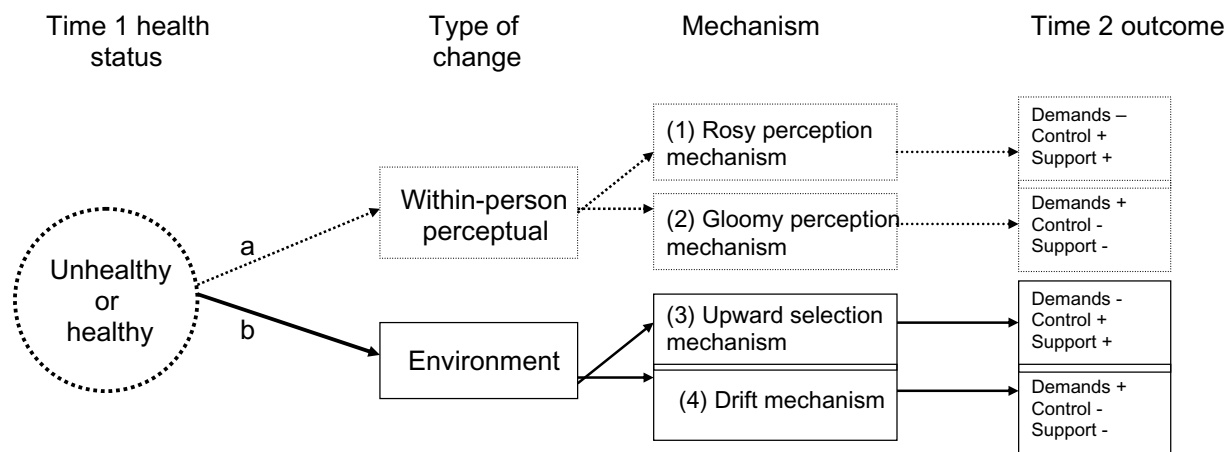 Time 1 health
status
Type of
change
Mechanism
Time 2 outcome
Unhealthy
or
healthy
a
b
Within-person
perceptual
Environment
(1) Rosy perception
mechanism
(2) Gloomy perception
mechanism
(3) Upward selection
mechanism
(4) Drift mechanism
Demands –
Control +
Support +
Demands +
Control -
Support -
Demands -
Control +
Support +
Demands +
Control -
Support -